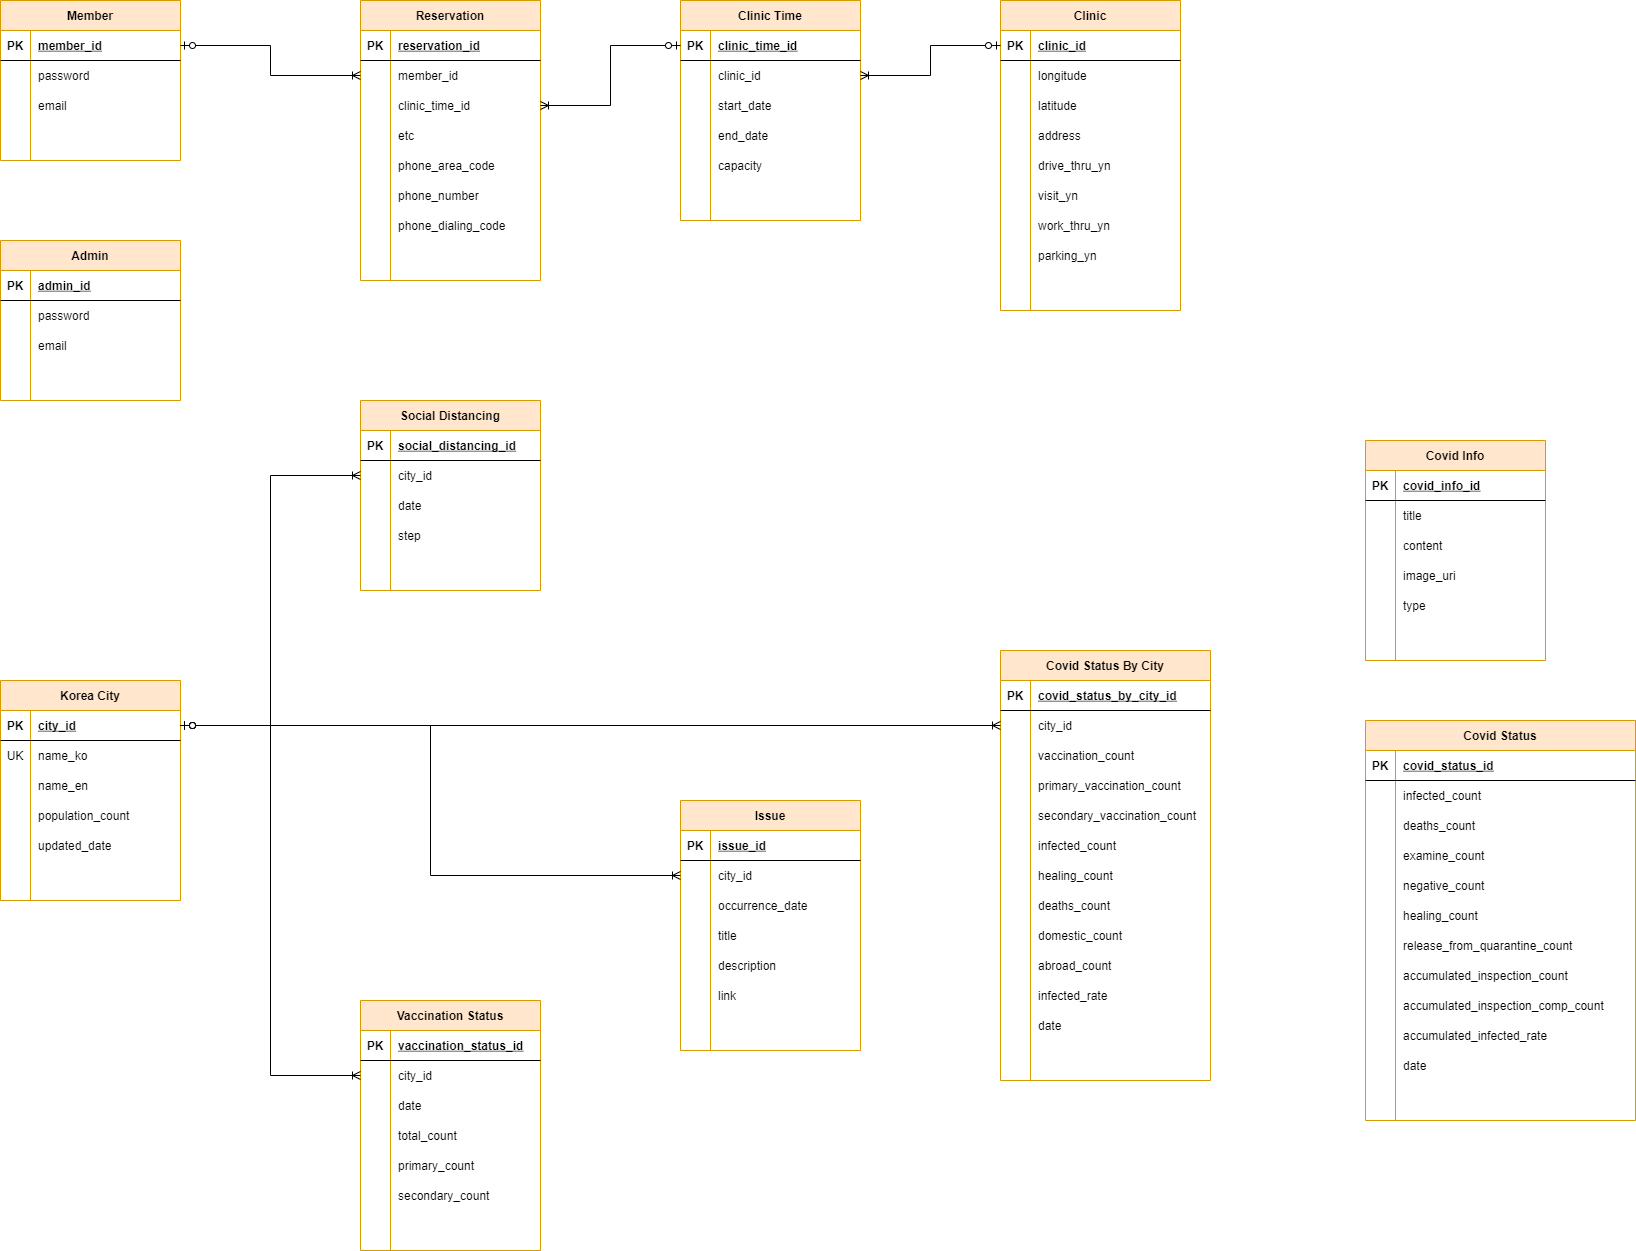 Member
PK member_id
password
email
Reservation
PK reservation_id
member_id
clinic_time_id
etc
phone_area_code
phone_number
phone_dialing_code
Clinic Time
PK clinic_time_id
clinic_id
start_date
end_date
capacity
Clinic
PK clinic_id
longitude
latitude
address
drive_thru_yn
visit_yn
work_thru_yn
parking_yn
Admin
PK admin_id
password
email
Social Distancing
PK social_distancing_id
city_id
date
step
Covid Info
PK covid_info_id
title
content
image_uri
type
Korea City
PK city_id
UK name_ko
name_en
population_count
updated_date
Covid Status By City
PK covid_status_by_city_id
city_id
vaccination_count
primary_vaccination_count
secondary_vaccination_count
infected_count
healing_count
deaths_count
domestic_count
abroad_count
infected_rate
date
Covid Status
PK covid_status_id
infected_count
deaths_count
examine_count
negative_count
healing_count
release_from_quarantine_count
accumulated_inspection_count
accumulated_inspection_comp_count
accumulated_infected_rate
date
Issue
PK issue_id
city_id
occurrence_date
title
description
link
Vaccination Status
PK vaccination_status_id
city_id
date
total_count
primary_count
secondary_count